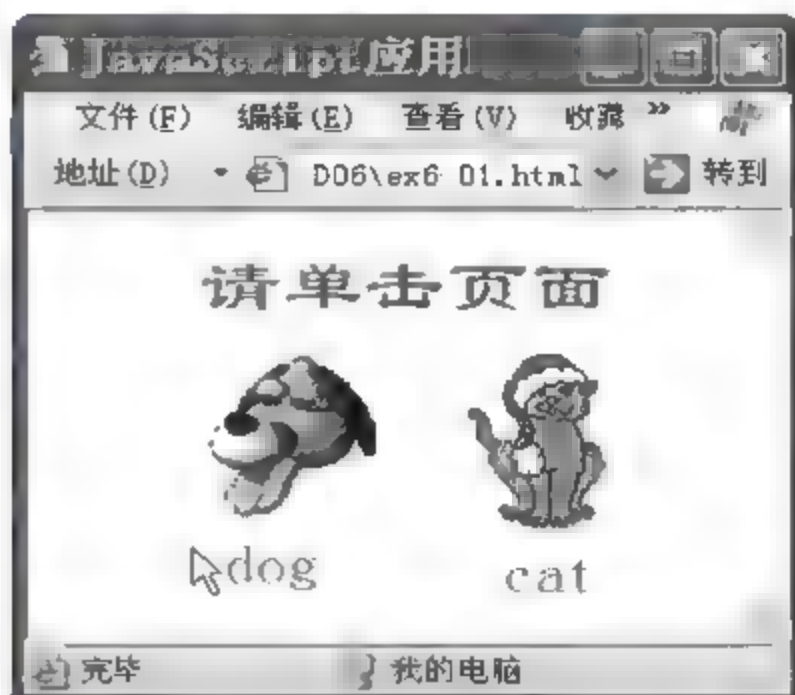 JavaScript应用
文件(F) 编辑(E) 查看(V) 收藏 »
地址(D) D06\ex6-01.html 转到
请单击页面
dog cat
完毕 我的电脑